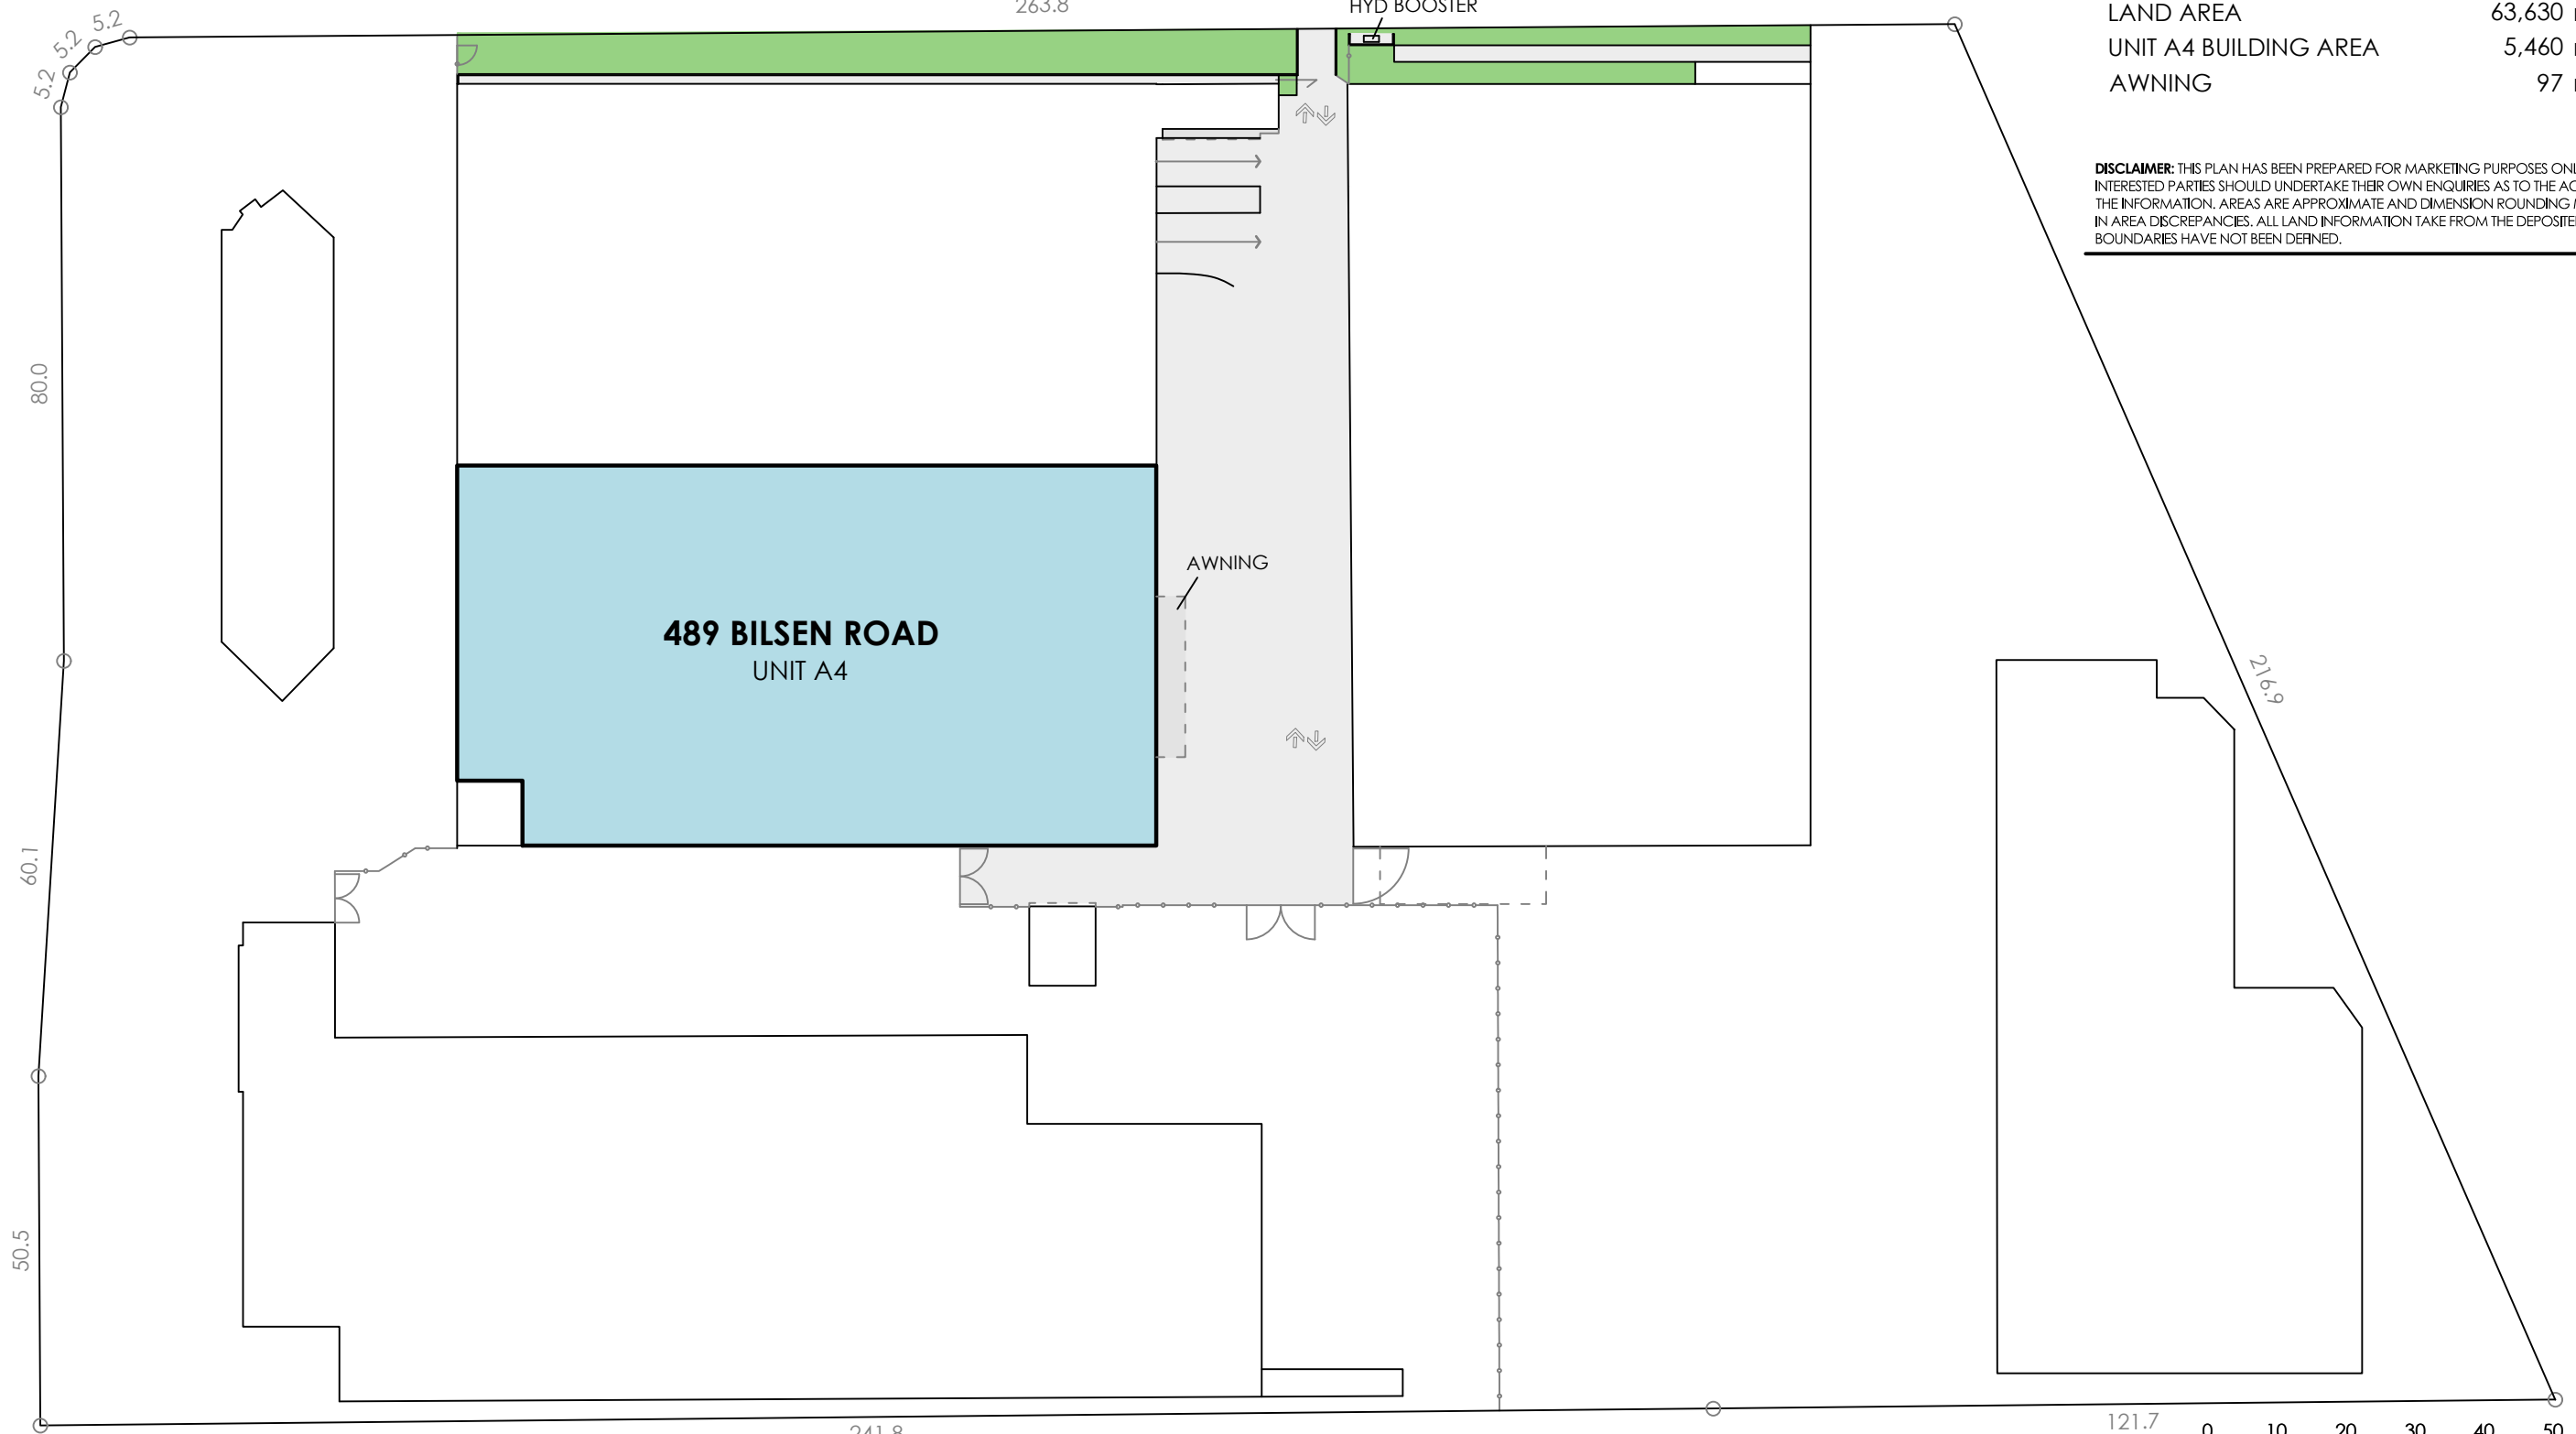 263.8
HYD BOOSTER
LAND AREA 63,630
UNIT A4 BUILDING AREA 5,460
AWNING 97
5.2
5.2
5.2
DISCLAIMER: THIS PLAN HAS BEEN PREPARED FOR MARKETING PURPOSES
INTERESTED PARTIES SHOULD UNDERTAKE THEIR OWN ENQUIRIES AS TO THE
THE INFORMATION. AREAS ARE APPROXIMATE AND DIMENSION ROUNDING
IN AREA DISCREPANCIES. ALL LAND INFORMATION TAKE FROM THE
BOUNDARIES HAVE NOT BEEN DEFINED.
80.0
AWNING
489 BILSEN ROAD
UNIT A4
216.9
60.1
50.5
241.8
121.7
0 10 20 30 40 50